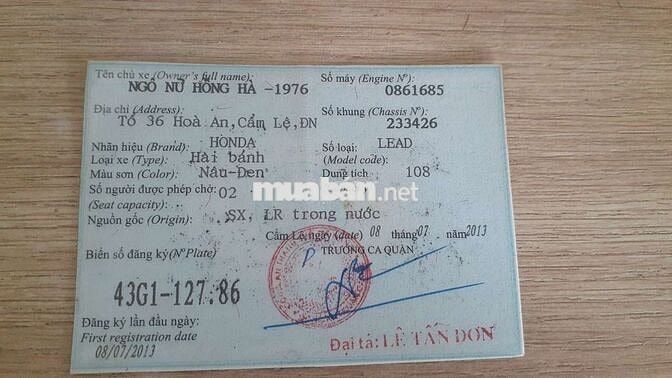 Tên chủ xe (Owner's full name):
NGÔ NỮ HỒNG HÀ -1976
Số máy (Engine Nº):
0861685
Địa chỉ (Address):
Tổ 36 Hoà An,Cẩm Lệ,ĐN
Số khung (Chassis Nº):
233426
Nhãn hiệu (Brand): HONDA
Số loại: LEAD
Loại xe (Type): Hai bánh
(Model code):
Màu sơn (Color): Nâu-Đen
Dung tích 108
Số người được phép chở: 02
(Seat capacity):
muaban.net
Nguồn gốc (Origin): SX, LR trong nước
Cẩm Lệ, ngày (date) 08 tháng 07 năm 2013
Biển số đăng ký(Nº Plate)
P TRƯỞNG CA QUẬN
43G1-127.86
Đăng ký lần đầu ngày:
First registration date
08/07/2013
Đại tá: LÊ TẤN ĐƠN